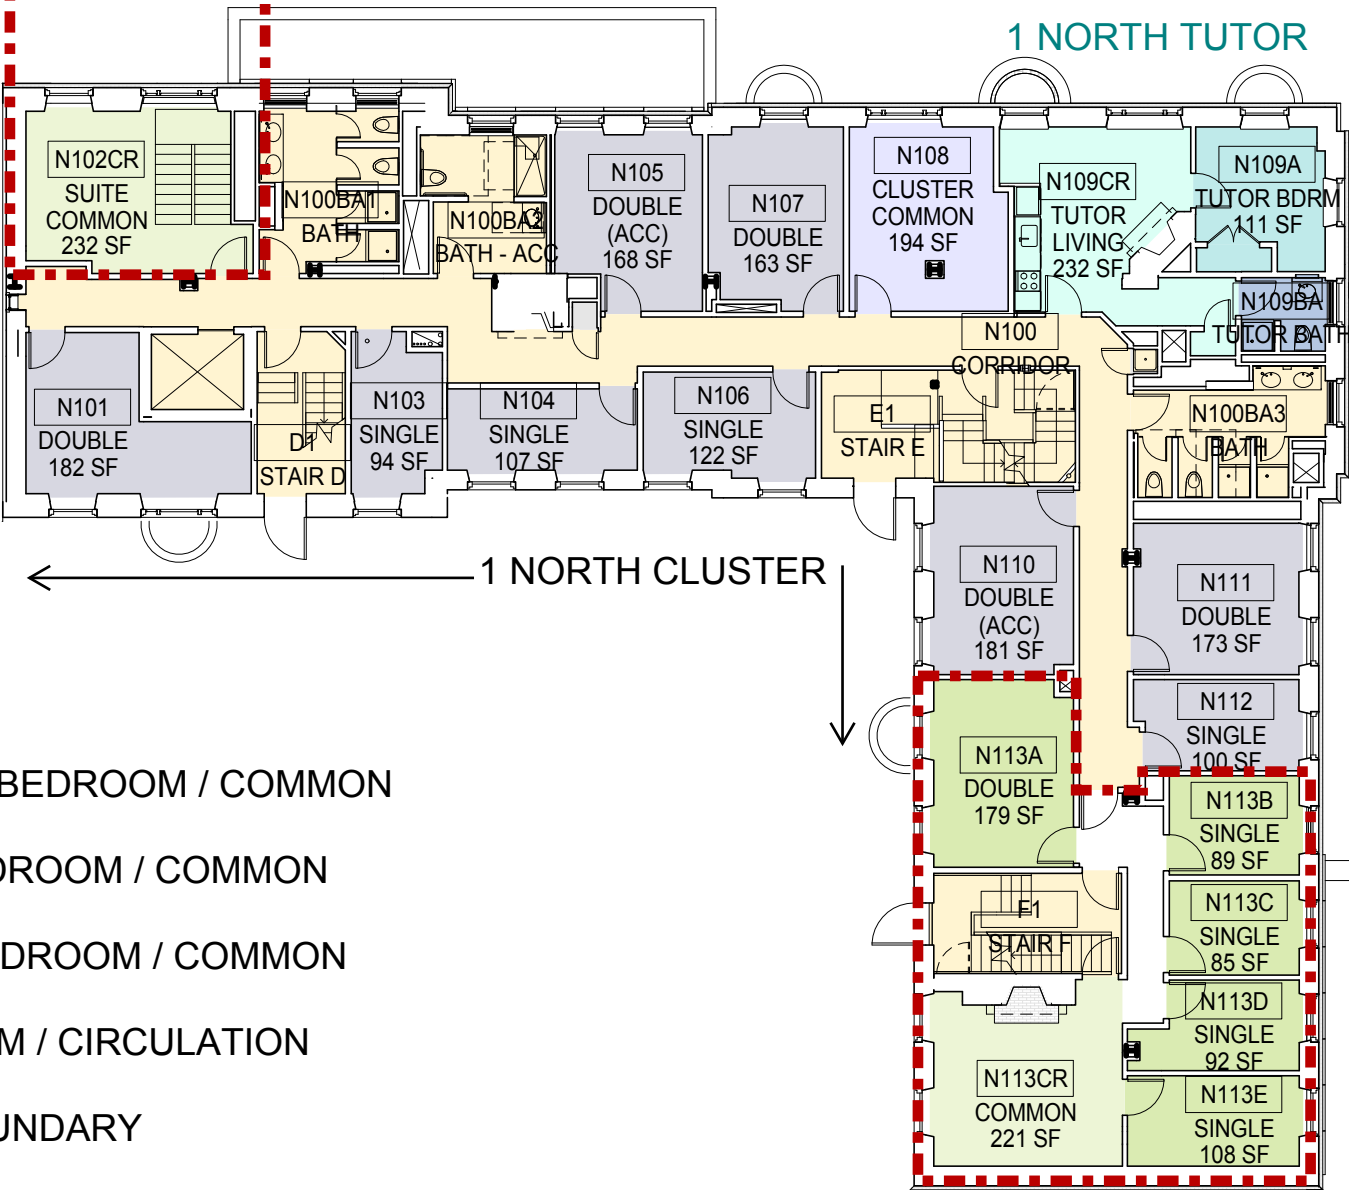 1 NORTH TUTOR
N102CR
SUITE
COMMON
232 SF
N100BA1
BATH
N100BA2
BATH - ACC
N105
DOUBLE
(ACC)
168 SF
N107
DOUBLE
163 SF
N108
CLUSTER
COMMON
194 SF
N109CR
TUTOR
LIVING
232 SF
N109A
TUTOR BDRM
111 SF
N109BA
TUTOR BATH
L
N100
CORRIDOR
N101
DOUBLE
182 SF
D1
STAIR D
N103
SINGLE
94 SF
N104
SINGLE
107 SF
N106
SINGLE
122 SF
E1
STAIR E
N100BA3
BATH
1 NORTH CLUSTER
N110
DOUBLE
(ACC)
181 SF
N111
DOUBLE
173 SF
N112
SINGLE
100 SF
N113A
DOUBLE
179 SF
N113B
SINGLE
89 SF
N113C
SINGLE
85 SF
F1
STAIR F
N113D
SINGLE
92 SF
N113CR
COMMON
221 SF
N113E
SINGLE
108 SF
BEDROOM / COMMON
DROOM / COMMON
DROOM / COMMON
M / CIRCULATION
UNDARY